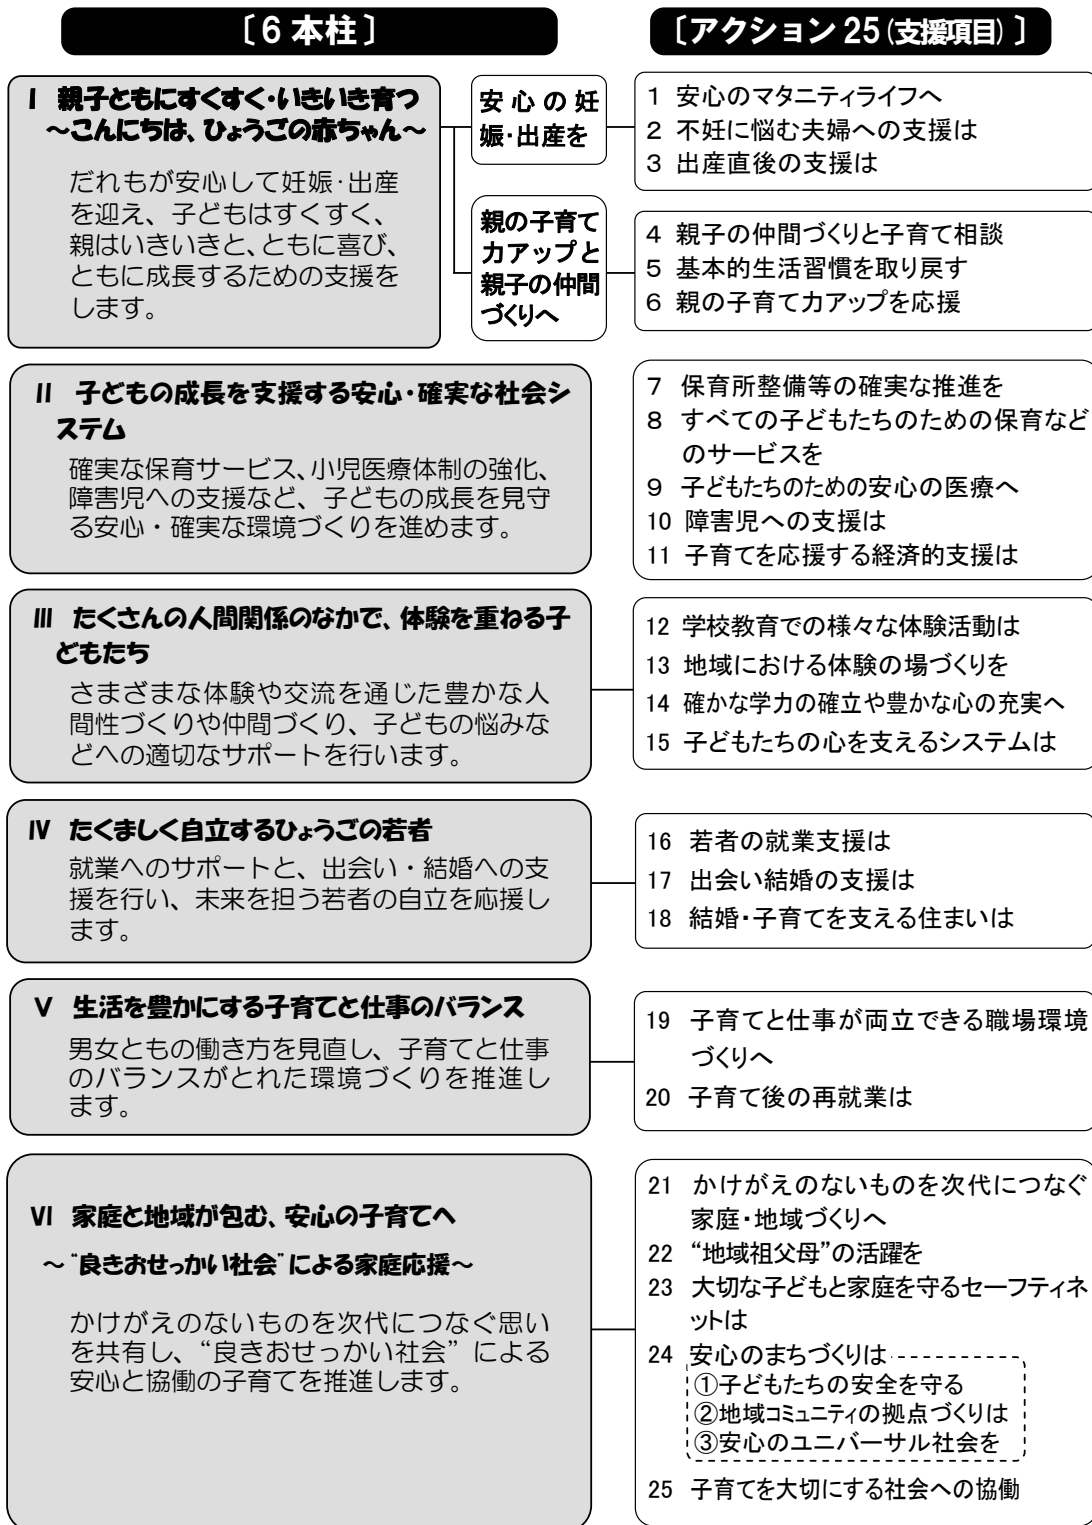 〔6本柱〕
〔アクション25(支援項目)〕
Ⅰ 親子ともにすくすく・いきいき育つ
～こんにちは、ひょうごの赤ちゃん～
だれもが安心して妊娠・出産
を迎え、子どもはすくすく、
親はいきいきと、ともに喜び、
ともに成長するための支援を
します。
安心の妊
娠・出産を
1 安心のマタニティライフへ
2 不妊に悩む夫婦への支援は
3 出産直後の支援は
親の子育て
力アップと
親子の仲間
づくりへ
4 親子の仲間づくりと子育て相談
5 基本的生活習慣を取り戻す
6 親の子育て力アップを応援
Ⅱ 子どもの成長を支援する安心・確実な社会シ
ステム
確実な保育サービス、小児医療体制の強化、
障害児への支援など、子どもの成長を見守
る安心・確実な環境づくりを進めます。
7 保育所整備等の確実な推進を
8 すべての子どもたちのための保育など
のサービスを
9 子どもたちのための安心の医療へ
10 障害児への支援は
11 子育てを応援する経済的支援は
Ⅲ たくさんの人間関係のなかで、体験を重ねる子
どもたち
さまざまな体験や交流を通じた豊かな人
間性づくりや仲間づくり、子どもの悩みな
どへの適切なサポートを行います。
12 学校教育での様々な体験活動は
13 地域における体験の場づくりを
14 確かな学力の確立や豊かな心の充実へ
15 子どもたちの心を支えるシステムは
Ⅳ たくましく自立するひょうごの若者
就業へのサポートと、出会い・結婚への支
援を行い、未来を担う若者の自立を応援し
ます。
16 若者の就業支援は
17 出会い結婚の支援は
18 結婚・子育てを支える住まいは
Ⅴ 生活を豊かにする子育てと仕事のバランス
男女ともの働き方を見直し、子育てと仕事
のバランスがとれた環境づくりを推進し
ます。
19 子育てと仕事が両立できる職場環境
づくりへ
20 子育て後の再就業は
Ⅵ 家庭と地域が包む、安心の子育てへ
～“良きおせっかい社会”による家庭応援～
かけがえのないものを次代につなぐ思い
を共有し、“良きおせっかい社会”による
安心と協働の子育てを推進します。
21 かけがえのないものを次代につなぐ
家庭・地域づくりへ
22 “地域祖父母”の活躍を
23 大切な子どもと家庭を守るセーフティネ
ットは
24 安心のまちづくりは
①子どもたちの安全を守る
②地域コミュニティの拠点づくりは
③安心のユニバーサル社会を
25 子育てを大切にする社会への協働